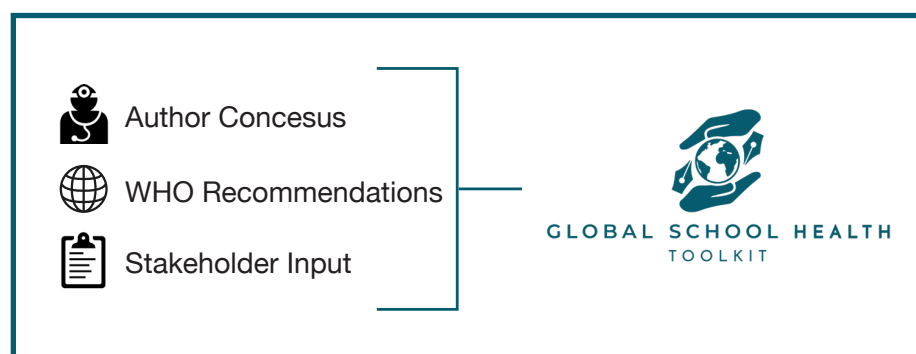 Author Concesus
WHO Recommendations
Stakeholder Input
GLOBAL SCHOOL HEALTH
TOOLKIT